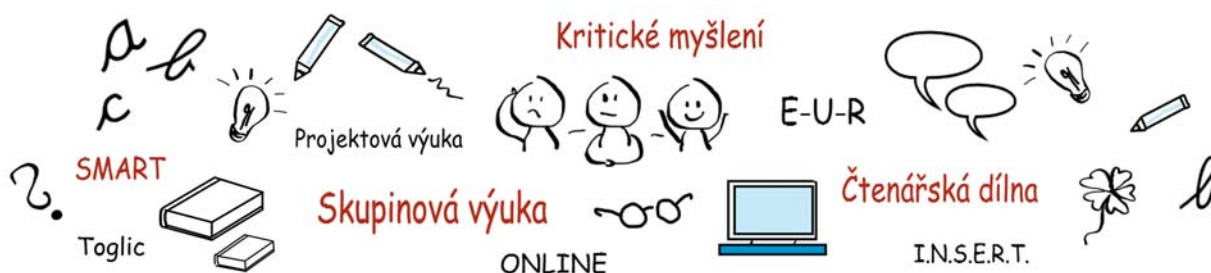 a b
c
Kritické myšlení
E-U-R
Projektová výuka
SMART
?
Skupinová výuka
Čtenářská dílna
b
Toglic
ONLINE
I.N.S.E.R.T.